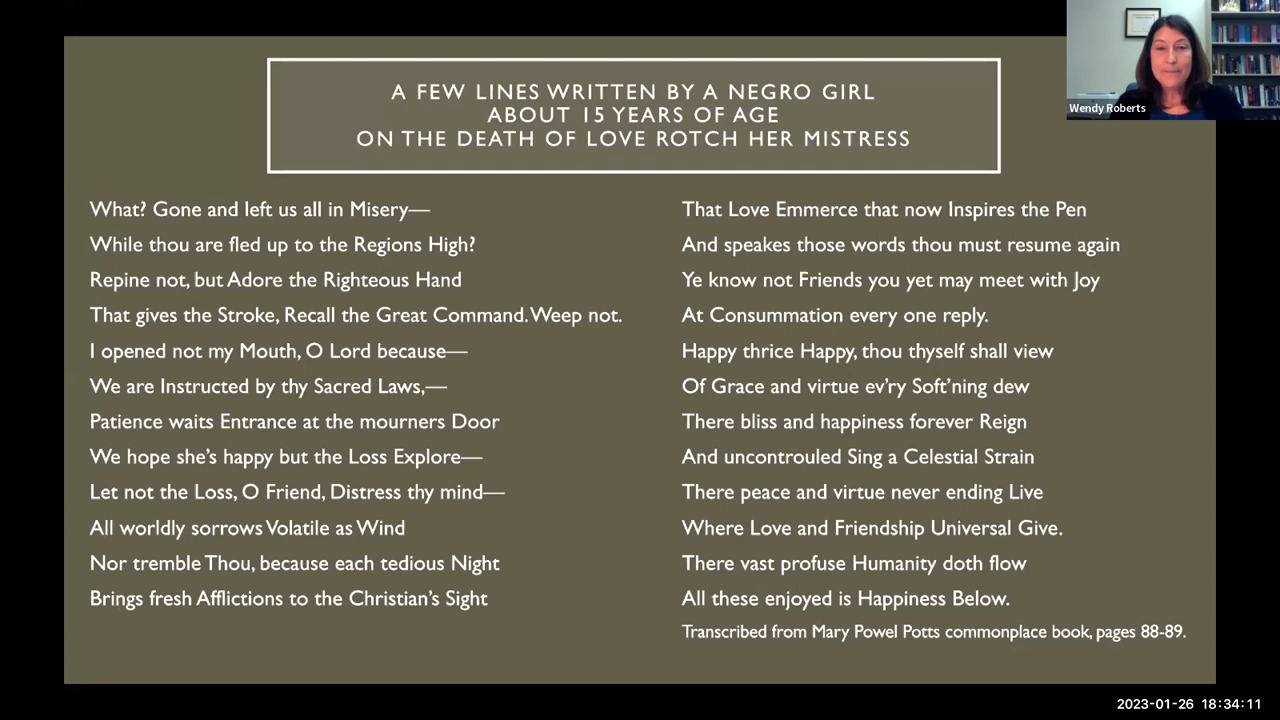 A FEW LINES WRITTEN BY A NEGRO GIRL
ABOUT 15 YEARS OF AGE
ON THE DEATH OF LOVE ROTCH HER MISTRESS
Wendy Roberts
What? Gone and left us all in Misery—
While thou are fled up to the Regions High?
Repine not, but Adore the Righteous Hand
That gives the Stroke, Recall the Great Command. Weep not.
I opened not my Mouth, O Lord because—
We are Instructed by thy Sacred Laws,—
Patience waits Entrance at the mourners Door
We hope she's happy but the Loss Explore—
Let not the Loss, O Friend, Distress thy mind—
All worldly sorrows Volatile as Wind
Nor tremble Thou, because each tedious Night
Brings fresh Afflictions to the Christian's Sight
That Love Emmerce that now Inspires the Pen
And speakes those words thou must resume again
Ye know not Friends you yet may meet with Joy
At Consummation every one reply.
Happy thrice Happy, thou thyself shall view
Of Grace and virtue ev'ry Soft'ning dew
There bliss and happiness forever Reign
And uncontrouled Sing a Celestial Strain
There peace and virtue never ending Live
Where Love and Friendship Universal Give.
There vast profuse Humanity doth flow
All these enjoyed is Happiness Below.
Transcribed from Mary Powel Potts commonplace book, pages 88-89.
2023-01-26 18:34:11